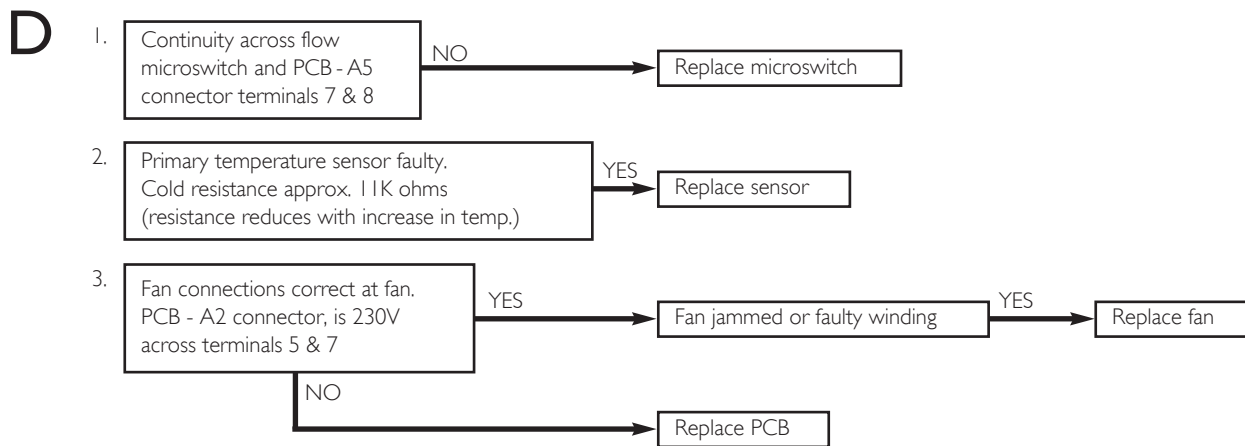 D
1.
Continuity across flow
microswitch and PCB - A5
connector terminals 7 & 8
NO
Replace microswitch
2.
Primary temperature sensor faulty.
Cold resistance approx. 11K ohms
(resistance reduces with increase in temp.)
YES
Replace sensor
3.
Fan connections correct at fan.
PCB - A2 connector, is 230V
across terminals 5 & 7
YES
Fan jammed or faulty winding
YES
Replace fan
NO
Replace PCB